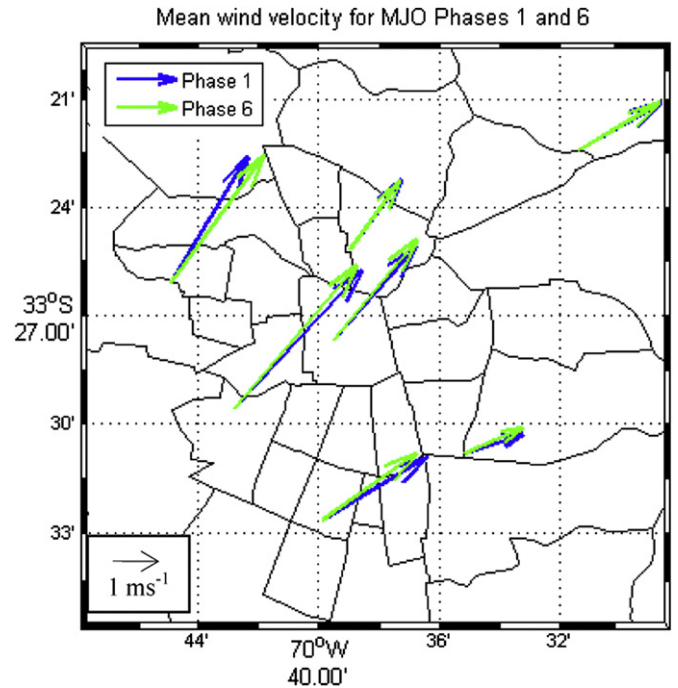 Mean wind velocity for MJO Phases 1 and 6
Phase 1
Phase 6
21'
24'
33°S
27.00'
30'
33'
1 ms⁻¹
44'
70°W
40.00'
36'
32'